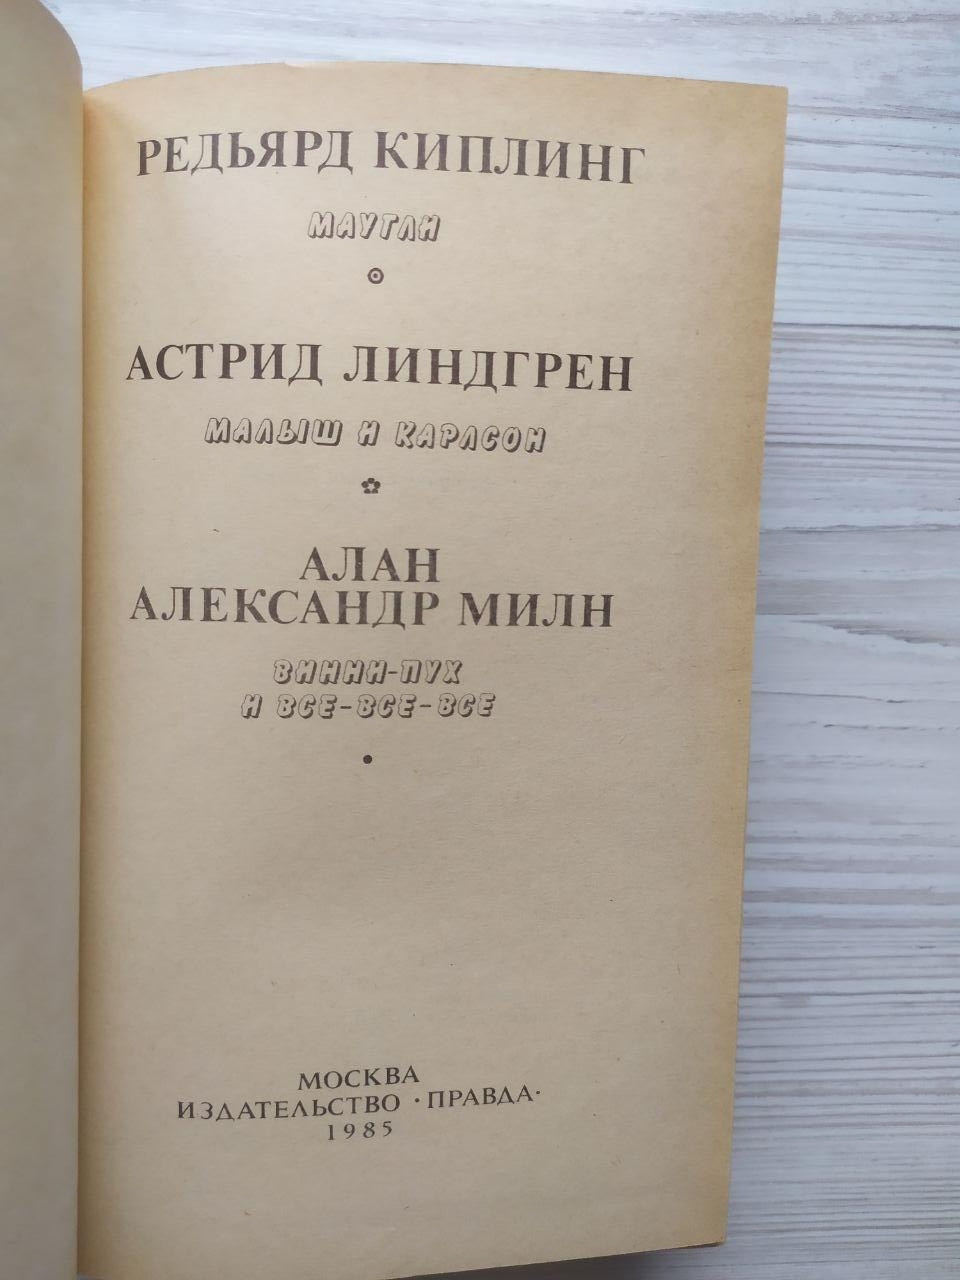 РЕДЬЯРД КИПЛИНГ
МАУГЛИ
АСТРИД ЛИНДГРЕН
МАЛЫШ И КАРЛСОН
АЛАН
АЛЕКСАНДР МИЛН
ВИННИ-ПУХ
И ВСЕ-ВСЕ-ВСЕ
МОСКВА
ИЗДАТЕЛЬСТВО •ПРАВДА•
1985